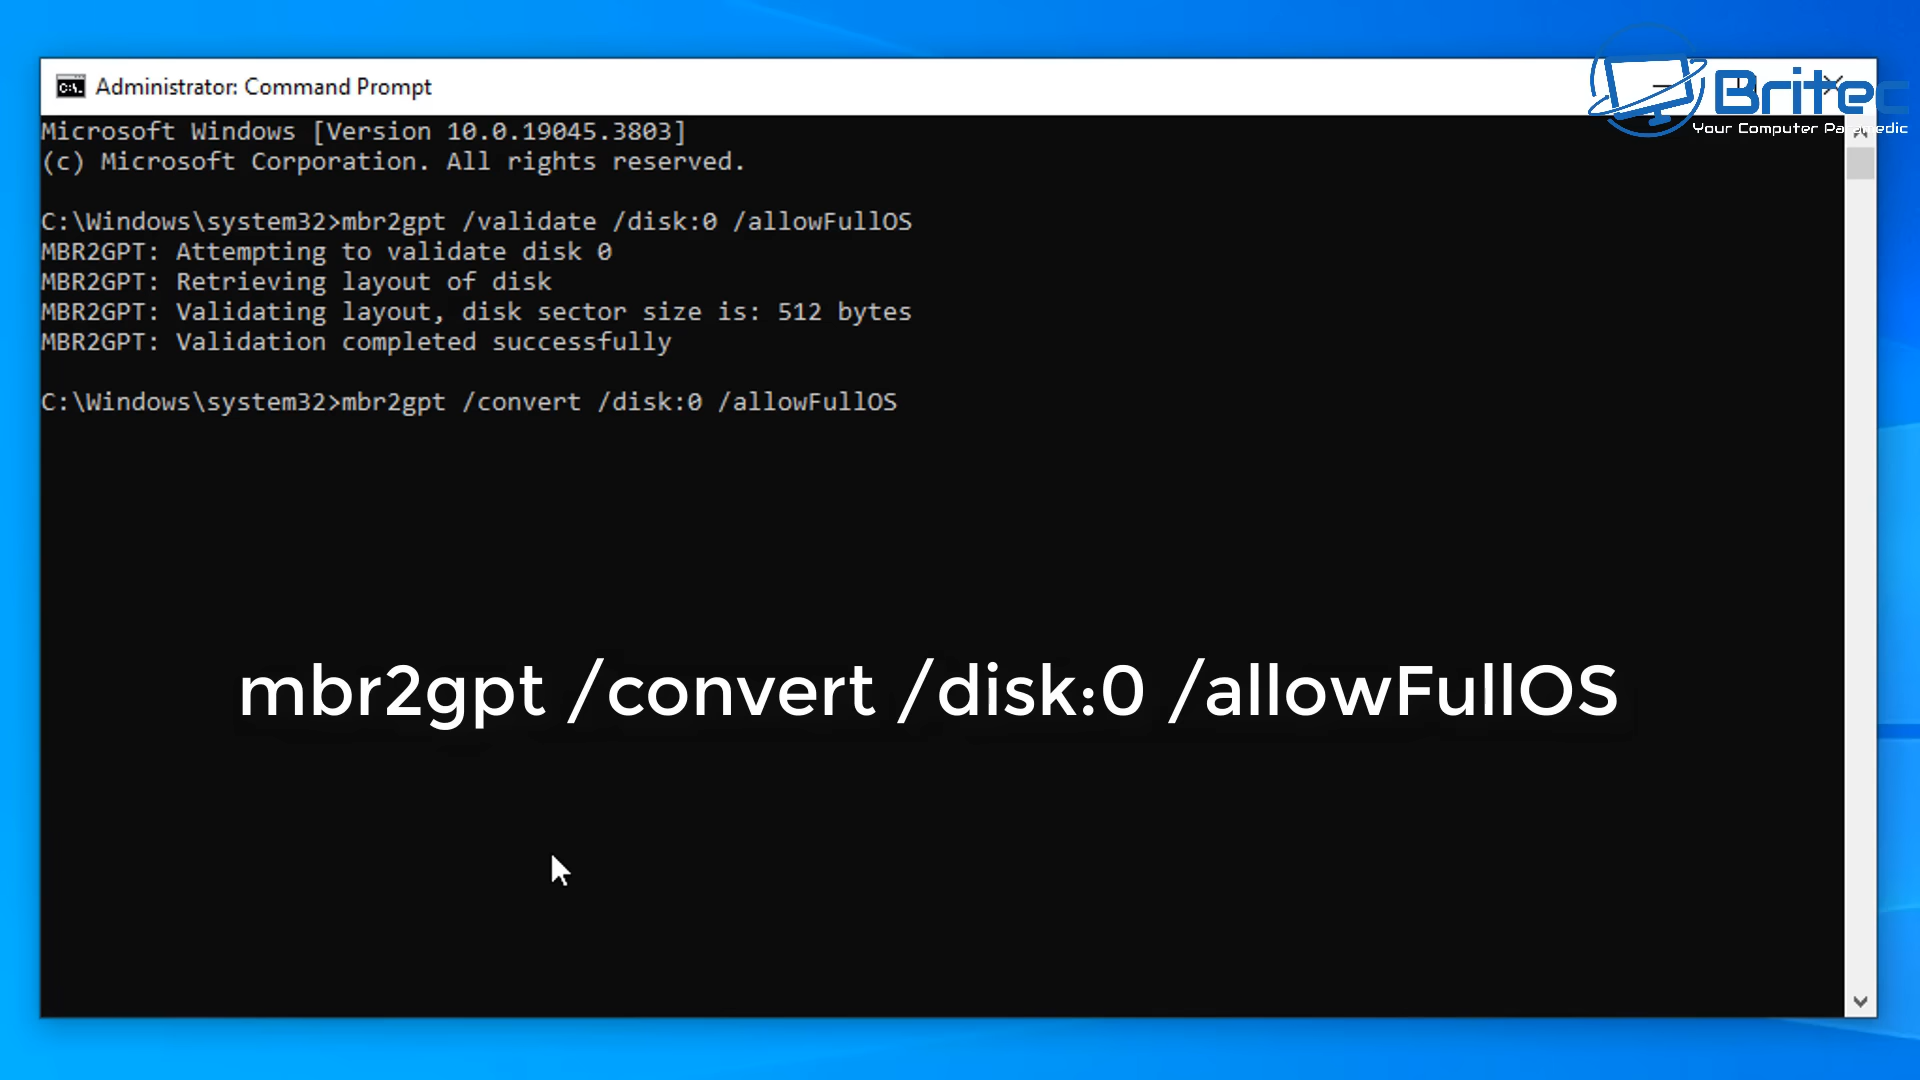 Administrator: Command Prompt
Britec
Your Computer Paramedic
Microsoft Windows [Version 10.0.19045.3803]
(c) Microsoft Corporation. All rights reserved.
C:\Windows\system32>mbr2gpt /validate /disk:0 /allowFullOS
MBR2GPT: Attempting to validate disk 0
MBR2GPT: Retrieving layout of disk
MBR2GPT: Validating layout, disk sector size is: 512 bytes
MBR2GPT: Validation completed successfully
C:\Windows\system32>mbr2gpt /convert /disk:0 /allowFullOS
mbr2gpt /convert /disk:0 /allowFullOS